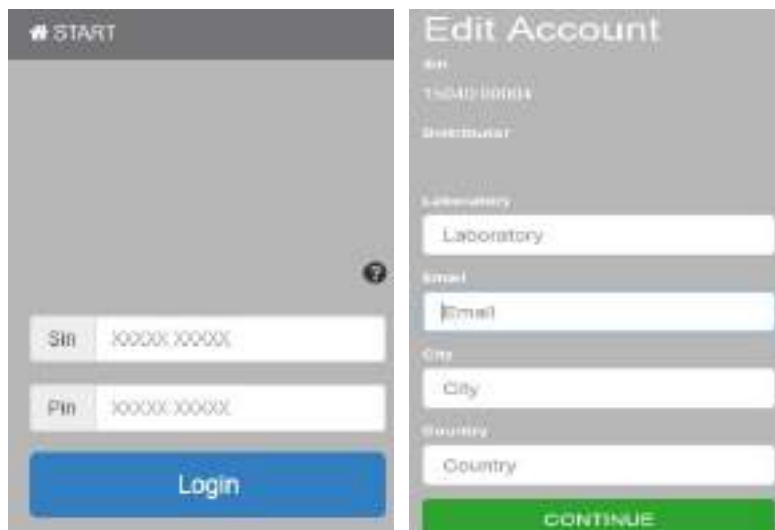 START
Sin XXXXX XXXXX
Pin XXXXX XXXXX
Login
Edit Account
Distributor
Laboratory
Laboratory
Email
Email
City
City
Country
Country
CONTINUE